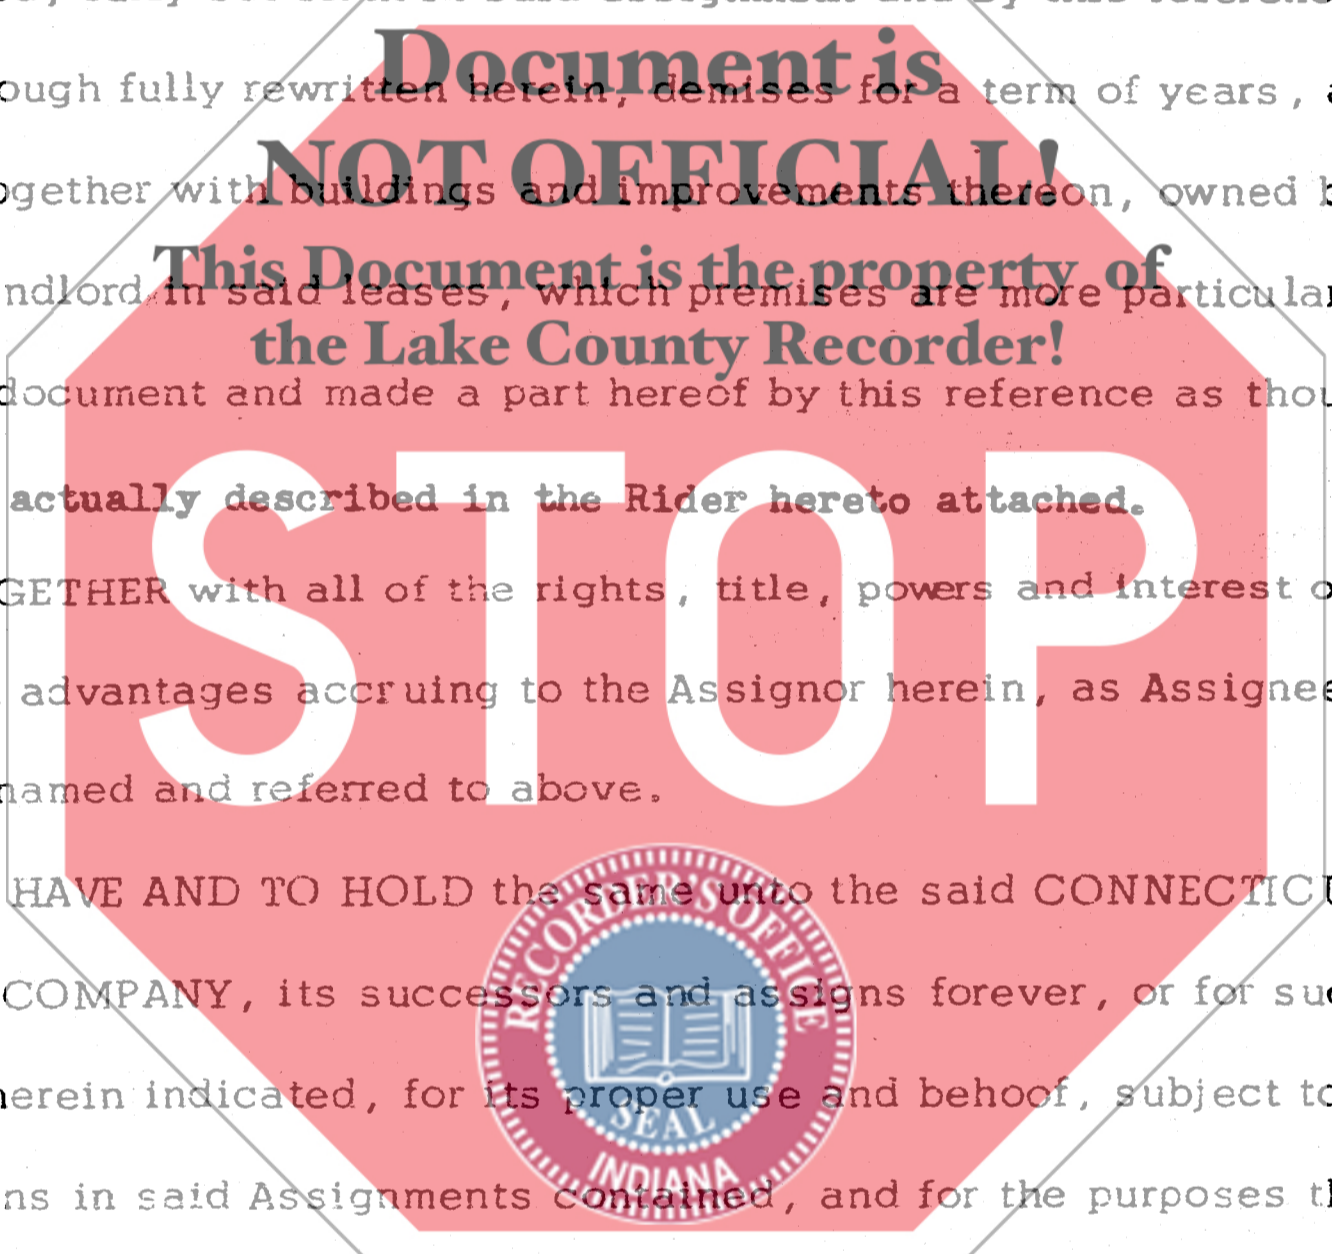 Document is
ough fully rewritten herein, demises for a term of years,
NOT OFFICIAL!
ogether with buildings and improvements thereon, owned
This Document is the property of
ndlord in said leases, which premises are more particular
the Lake County Recorder!
document and made a part hereof by this reference as thou
STOP
actually described in the Rider hereto attached.
GETHER with all of the rights, title, powers and interest
advantages accruing to the Assignor herein, as Assignee
named and referred to above.
HAVE AND TO HOLD the same unto the said CONNECTICU
RECORDER'S OFFICE
COMPANY, its successors and assigns forever, or for suc
herein indicated, for its proper use and behoof, subject to
SEAL
INDIANA
ns in said Assignments contained, and for the purposes